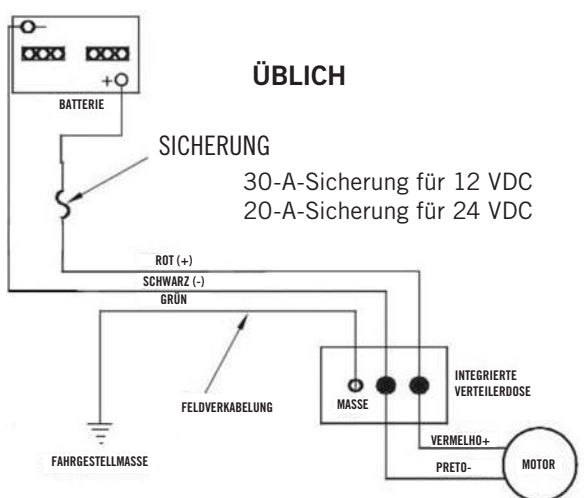 ÜBLICH
-
+
BATTERIE
SICHERUNG
30-A-Sicherung für 12 VDC
20-A-Sicherung für 24 VDC
ROT (+)
SCHWARZ (-)
GRÜN
FELDVERKABELUNG
MASSE
INTEGRIERTE
VERTEILERDOSE
FAHRGESTELLMASSE
VERMELHO+
PRETO-
MOTOR